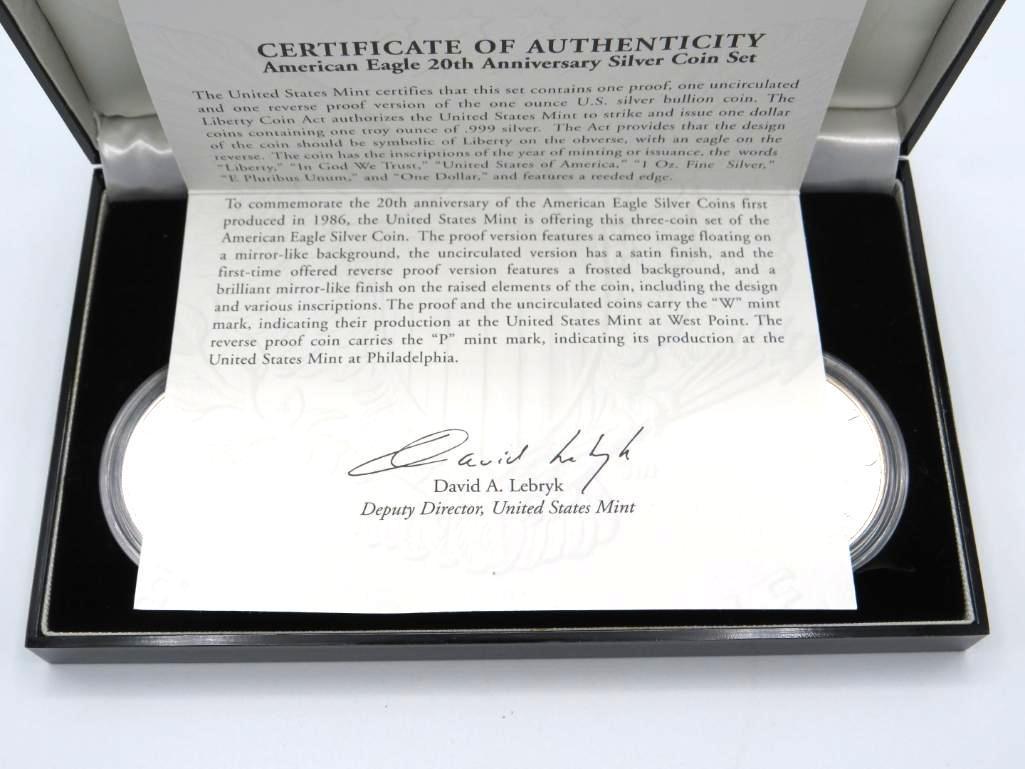 CERTIFICATE OF AUTHENTICITY
American Eagle 20th Anniversary Silver Coin Set
The United States Mint certifies that this set contains one proof, one uncirculated
and one reverse proof version of the one ounce U.S. silver bullion coin. The
Liberty Coin Act authorizes the United States Mint to strike and issue one dollar
coins containing one troy ounce of .999 silver. The Act provides that the design
of the coin should be symbolic of Liberty on the obverse, with an eagle on the
reverse. The coin has the inscriptions of the year of minting or issuance, the words
"Liberty," "In God We Trust," "United States of America," "1 Oz. Fine Silver,"
"E Pluribus Unum," and "One Dollar," and features a reeded edge.
To commemorate the 20th anniversary of the American Eagle Silver Coins first
produced in 1986, the United States Mint is offering this three-coin set of the
American Eagle Silver Coin. The proof version features a cameo image floating on
a mirror-like background, the uncirculated version has a satin finish, and the
first-time offered reverse proof version features a frosted background, and a
brilliant mirror-like finish on the raised elements of the coin, including the design
and various inscriptions. The proof and the uncirculated coins carry the "W" mint
mark, indicating their production at the United States Mint at West Point. The
reverse proof coin carries the "P" mint mark, indicating its production at the
United States Mint at Philadelphia.
David Lebryk
David A. Lebryk
Deputy Director, United States Mint